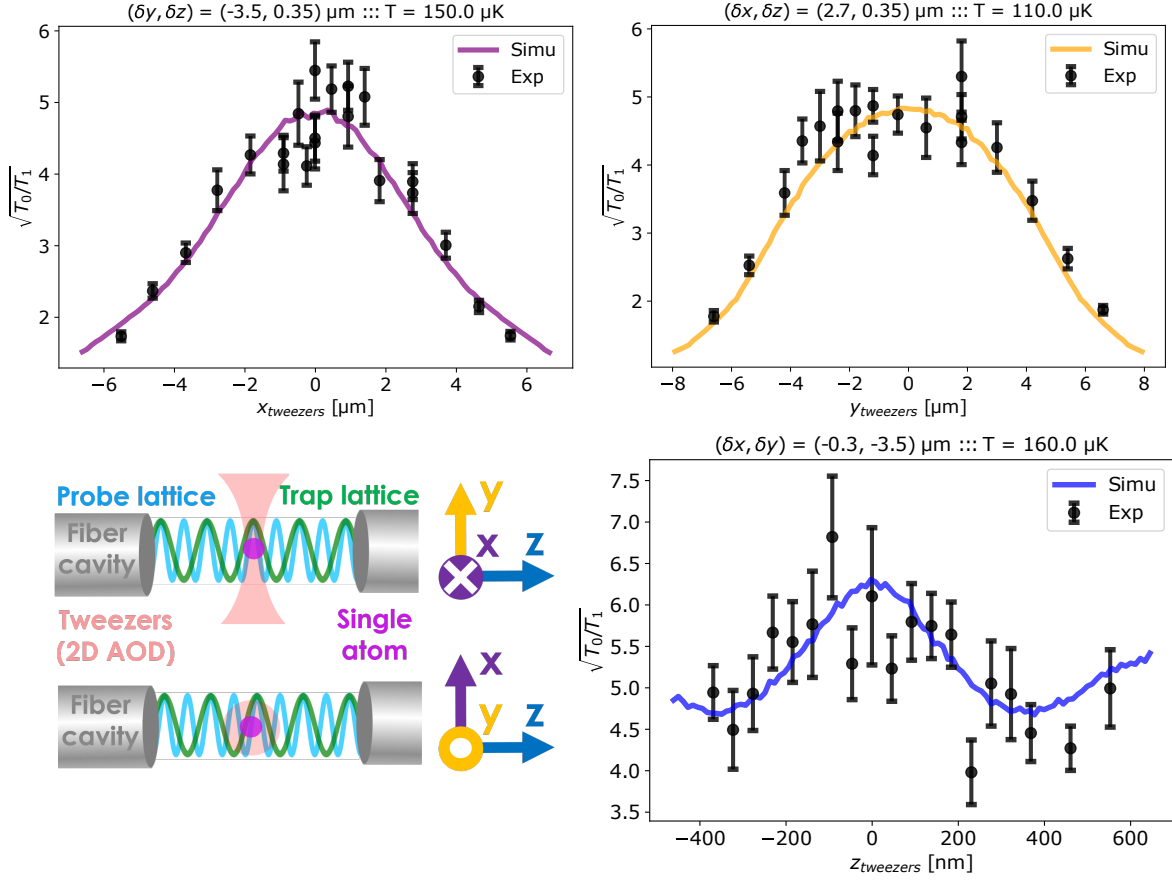 (δy, δz) = (-3.5, 0.35) µm ::: T = 150.0 µK
6
5
4
3
2
√T₀/T₁
Simu
Exp
−6 −4 −2 0 2 4 6
x_tweezers [µm]
(δx, δz) = (2.7, 0.35) µm ::: T = 110.0 µK
6
5
4
3
2
1
√T₀/T₁
Simu
Exp
−8 −6 −4 −2 0 2 4 6 8
y_tweezers [µm]
Probe lattice
Trap lattice
Fiber
cavity
Tweezers
(2D AOD)
Single
atom
y
x
z
Fiber
cavity
x
y
z
(δx, δy) = (-0.3, -3.5) µm ::: T = 160.0 µK
7.5
7.0
6.5
6.0
5.5
5.0
4.5
4.0
3.5
√T₀/T₁
Simu
Exp
−400 −200 0 200 400 600
z_tweezers [nm]